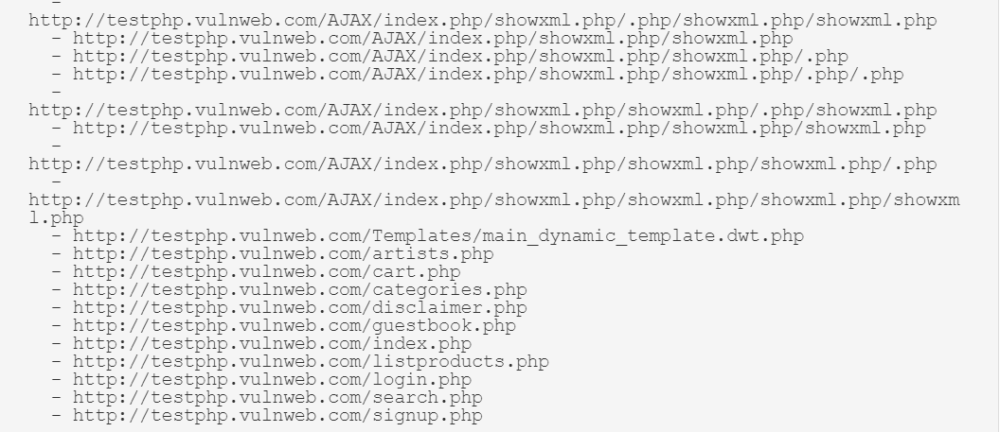 -
http://testphp.vulnweb.com/AJAX/index.php/showxml.php/.php/showxml.php/showxml.php
- http://testphp.vulnweb.com/AJAX/index.php/showxml.php/showxml.php
- http://testphp.vulnweb.com/AJAX/index.php/showxml.php/showxml.php/.php
- http://testphp.vulnweb.com/AJAX/index.php/showxml.php/showxml.php/.php/.php
-
http://testphp.vulnweb.com/AJAX/index.php/showxml.php/showxml.php/.php/showxml.php
- http://testphp.vulnweb.com/AJAX/index.php/showxml.php/showxml.php/showxml.php
-
http://testphp.vulnweb.com/AJAX/index.php/showxml.php/showxml.php/showxml.php/.php
-
http://testphp.vulnweb.com/AJAX/index.php/showxml.php/showxml.php/showxml.php/showxm
l.php
- http://testphp.vulnweb.com/Templates/main_dynamic_template.dwt.php
- http://testphp.vulnweb.com/artists.php
- http://testphp.vulnweb.com/cart.php
- http://testphp.vulnweb.com/categories.php
- http://testphp.vulnweb.com/disclaimer.php
- http://testphp.vulnweb.com/guestbook.php
- http://testphp.vulnweb.com/index.php
- http://testphp.vulnweb.com/listproducts.php
- http://testphp.vulnweb.com/login.php
- http://testphp.vulnweb.com/search.php
- http://testphp.vulnweb.com/signup.php